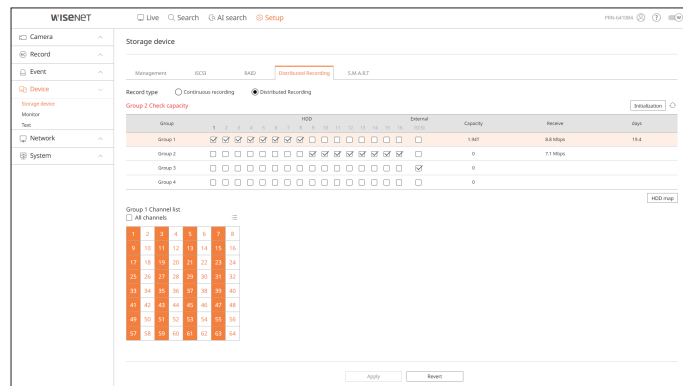 WISENET
Live Search AI search Setup
PRN-6410B4
Camera
Record
Event
Device
Storage device
Monitor
Text
Network
System
Storage device
Management iSCSI RAID Distributed Recording S.M.A.R.T
Record type Continuous recording Distributed Recording
Group 2 Check capacity Initialization
Group HDD External Capacity Receive days
1 2 3 4 5 6 7 8 9 10 11 12 13 14 15 16
Group 1 1.94T 8.8 Mbps 19.4
Group 2 0 7.1 Mbps
Group 3 0
Group 4 0
HDD map
Group 1 Channel list
All channels
1 2 3 4 5 6 7 8
9 10 11 12 13 14 15 16
17 18 19 20 21 22 23 24
25 26 27 28 29 30 31 32
33 34 35 36 37 38 39 40
41 42 43 44 45 46 47 48
49 50 51 52 53 54 55 56
57 58 59 60 61 62 63 64
Apply Revert